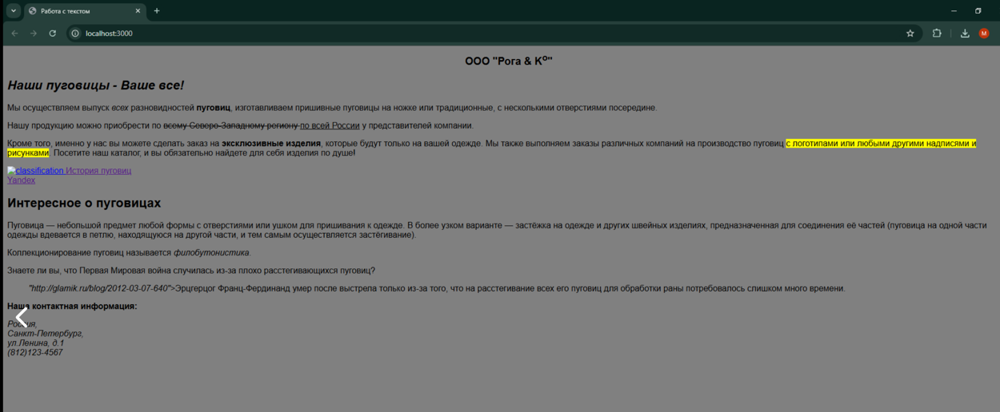 Работа с текстом
localhost:3000
M
ООО "Рога & Kº"
Наши пуговицы - Ваше все!
Мы осуществляем выпуск всех разновидностей пуговиц, изготавливаем пришивные пуговицы на ножке или традиционные, с несколькими отверстиями посередине.
Нашу продукцию можно приобрести по всему Северо-Западному региону по всей России у представителей компании.
Кроме того, именно у нас вы можете сделать заказ на эксклюзивные изделия, которые будут только на вашей одежде. Мы также выполняем заказы различных компаний на производство пуговиц с логотипами или любыми другими надписями и
рисунками. Посетите наш каталог, и вы обязательно найдете для себя изделия по душе!
classification История пуговиц
Yandex
Интересное о пуговицах
Пуговица — небольшой предмет любой формы с отверстиями или ушком для пришивания к одежде. В более узком варианте — застёжка на одежде и других швейных изделиях, предназначенная для соединения её частей (пуговица на одной части
одежды вдевается в петлю, находящуюся на другой части, и тем самым осуществляется застёгивание).
Коллекционирование пуговиц называется филобутонистика.
Знаете ли вы, что Первая Мировая война случилась из-за плохо расстегивающихся пуговиц?
"http://glamik.ru/blog/2012-03-07-640">Эрцгерцог Франц-Фердинанд умер после выстрела только из-за того, что на расстегивание всех его пуговиц для обработки раны потребовалось слишком много времени.
Наша контактная информация:
Россия,
Санкт-Петербург,
ул.Ленина, д.1
(812)123-4567